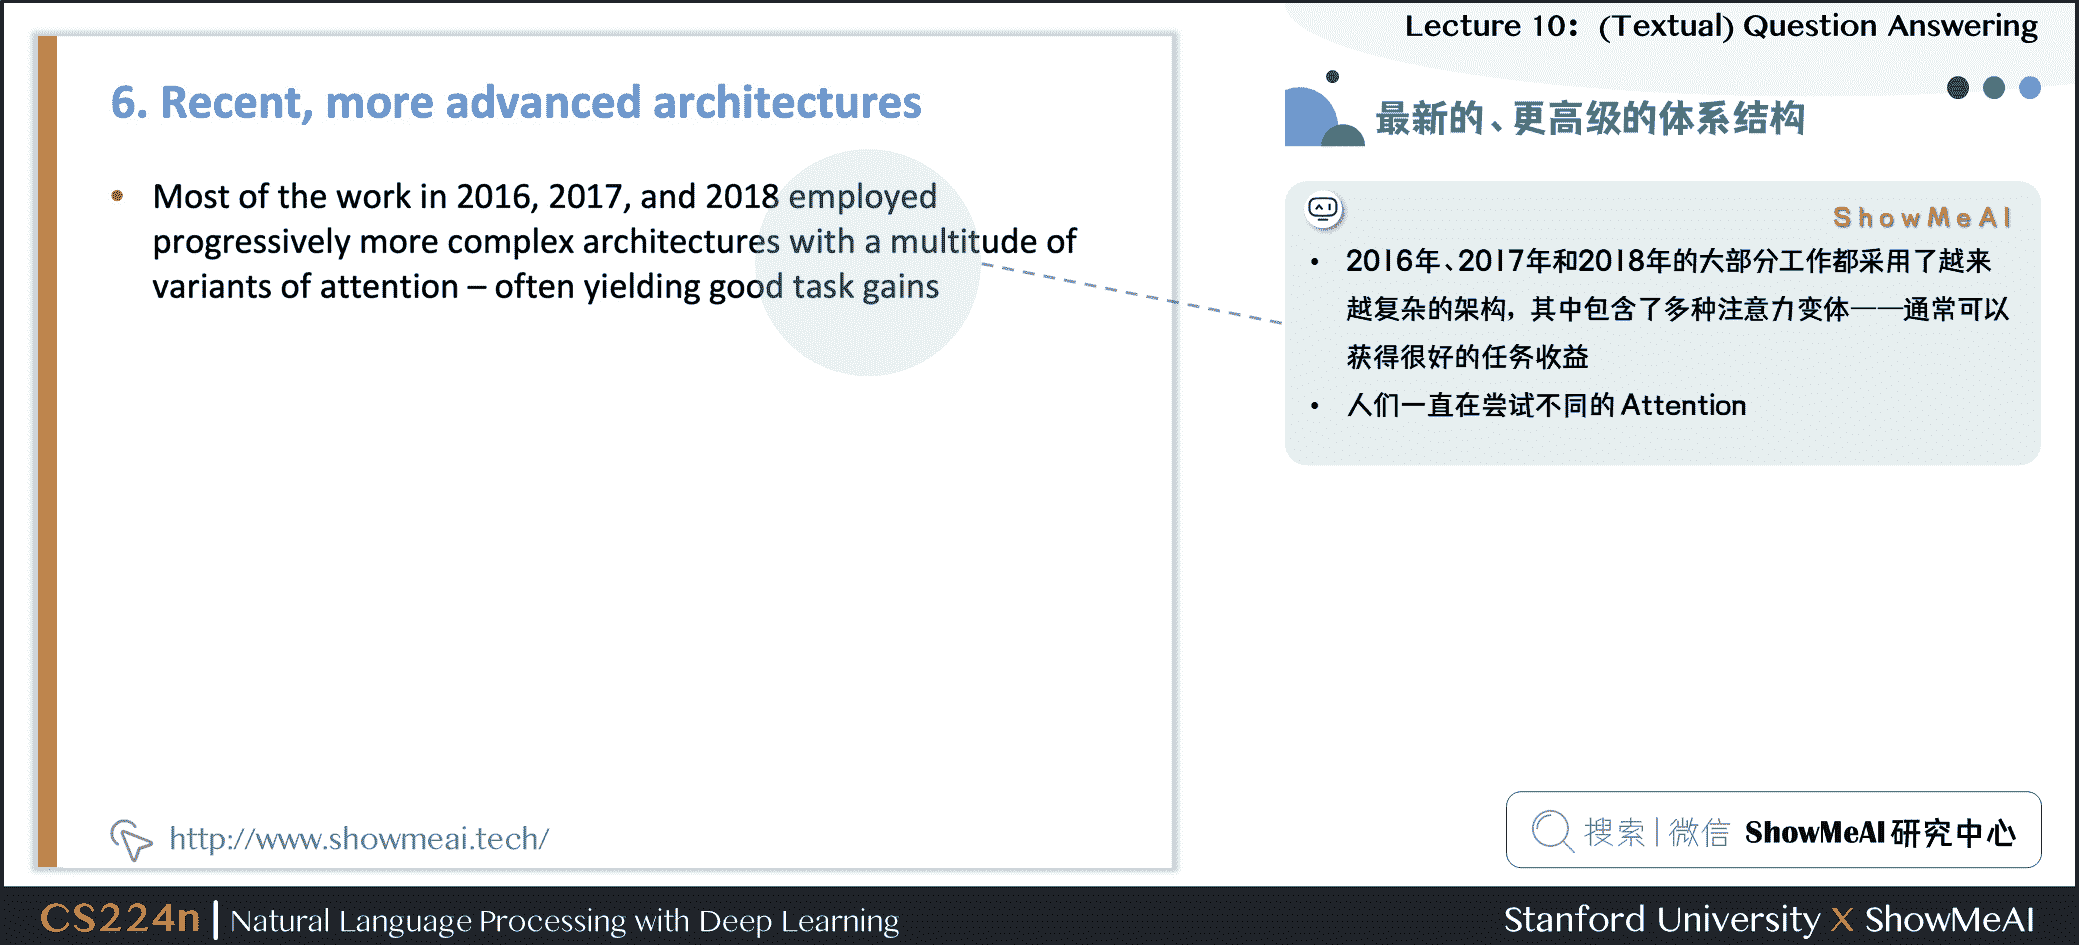 Lecture 10：(Textual) Question Answering
6. Recent, more advanced architectures
• Most of the work in 2016, 2017, and 2018 employed
progressively more complex architectures with a multitude of
variants of attention – often yielding good task gains
http://www.showmeai.tech/
最新的、更高级的体系结构
ShowMeAI
• 2016年、2017年和2018年的大部分工作都采用了越来
越复杂的架构，其中包含了多种注意力变体——通常可以
获得很好的任务收益
• 人们一直在尝试不同的 Attention
搜索 | 微信 ShowMeAI 研究中心
CS224n | Natural Language Processing with Deep Learning
Stanford University X ShowMeAI